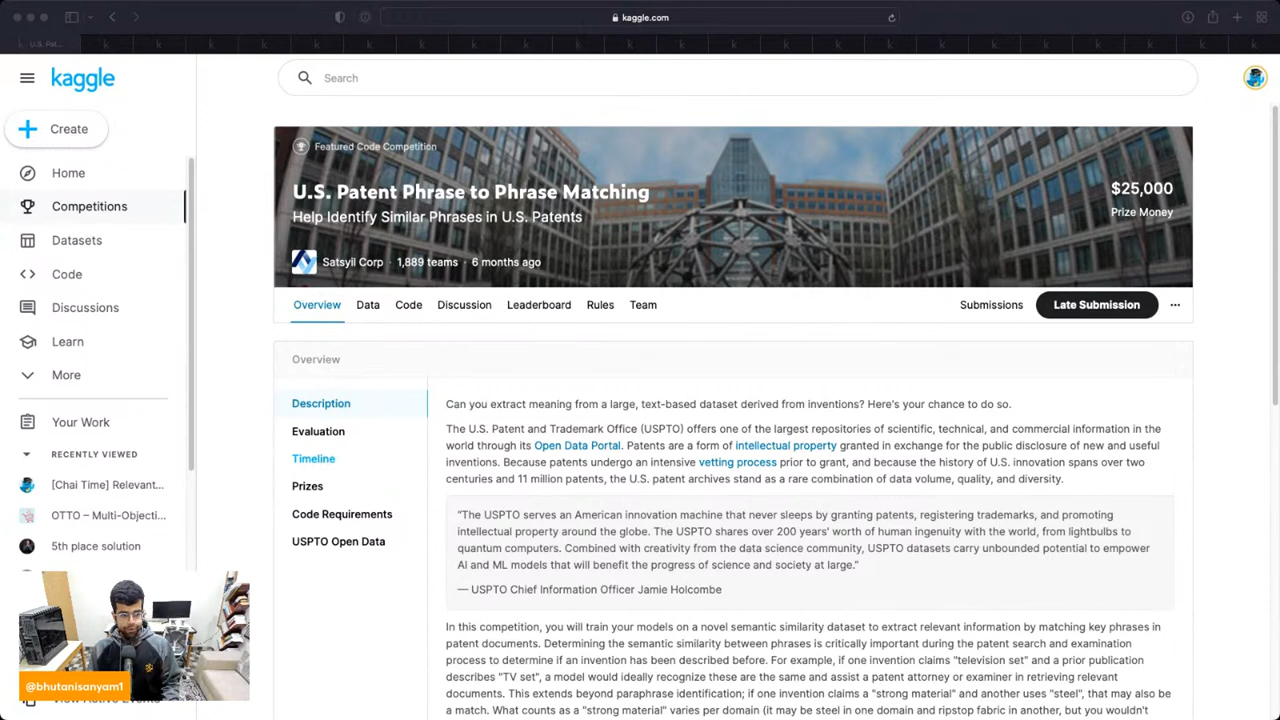 kaggle.com
U.S. Pat...
kaggle
Search
Create
Home
Competitions
Datasets
Code
Discussions
Learn
More
Your Work
RECENTLY VIEWED
[Chai Time] Relevant...
OTTO – Multi-Objecti...
5th place solution
@bhutanisanyam1
View Active Events
Featured Code Competition
U.S. Patent Phrase to Phrase Matching
Help Identify Similar Phrases in U.S. Patents
$25,000
Prize Money
Satsyil Corp • 1,889 teams • 6 months ago
Overview Data Code Discussion Leaderboard Rules Team Submissions Late Submission ...
Overview
Description
Evaluation
Timeline
Prizes
Code Requirements
USPTO Open Data
Can you extract meaning from a large, text-based dataset derived from inventions? Here's your chance to do so.
The U.S. Patent and Trademark Office (USPTO) offers one of the largest repositories of scientific, technical, and commercial information in the
world through its Open Data Portal. Patents are a form of intellectual property granted in exchange for the public disclosure of new and useful
inventions. Because patents undergo an intensive vetting process prior to grant, and because the history of U.S. innovation spans over two
centuries and 11 million patents, the U.S. patent archives stand as a rare combination of data volume, quality, and diversity.
"The USPTO serves an American innovation machine that never sleeps by granting patents, registering trademarks, and promoting
intellectual property around the globe. The USPTO shares over 200 years' worth of human ingenuity with the world, from lightbulbs to
quantum computers. Combined with creativity from the data science community, USPTO datasets carry unbounded potential to empower
AI and ML models that will benefit the progress of science and society at large."
— USPTO Chief Information Officer Jamie Holcombe
In this competition, you will train your models on a novel semantic similarity dataset to extract relevant information by matching key phrases in
patent documents. Determining the semantic similarity between phrases is critically important during the patent search and examination
process to determine if an invention has been described before. For example, if one invention claims "television set" and a prior publication
describes "TV set", a model would ideally recognize these are the same and assist a patent attorney or examiner in retrieving relevant
documents. This extends beyond paraphrase identification; if one invention claims a "strong material" and another uses "steel", that may also be
a match. What counts as a "strong material" varies per domain (it may be steel in one domain and ripstop fabric in another, but you wouldn't